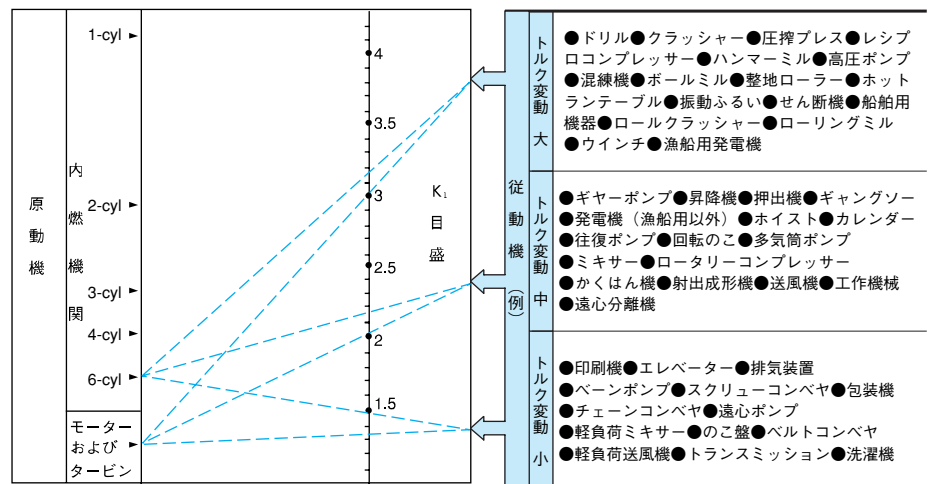 原動機
内燃機関
1-cyl
2-cyl
3-cyl
4-cyl
6-cyl
モーター
および
タービン
4
3.5
3
2.5
2
1.5
K₁目盛
従動機(例)
トルク変動 大
●ドリル●クラッシャー●圧搾プレス●レシプ
ロコンプレッサー●ハンマーミル●高圧ポンプ
●混練機●ボールミル●整地ローラー●ホット
ランテーブル●振動ふるい●せん断機●船舶用
機器●ロールクラッシャー●ローリングミル
●ウインチ●漁船用発電機
トルク変動 中
●ギヤーポンプ●昇降機●押出機●ギャングソー
●発電機(漁船用以外)●ホイスト●カレンダー
●往復ポンプ●回転のこ●多気筒ポンプ
●ミキサー●ロータリーコンプレッサー
●かくはん機●射出成形機●送風機●工作機械
●遠心分離機
トルク変動 小
●印刷機●エレベーター●排気装置
●ベーンポンプ●スクリューコンベヤ●包装機
●チェーンコンベヤ●遠心ポンプ
●軽負荷ミキサー●のこ盤●ベルトコンベヤ
●軽負荷送風機●トランスミッション●洗濯機